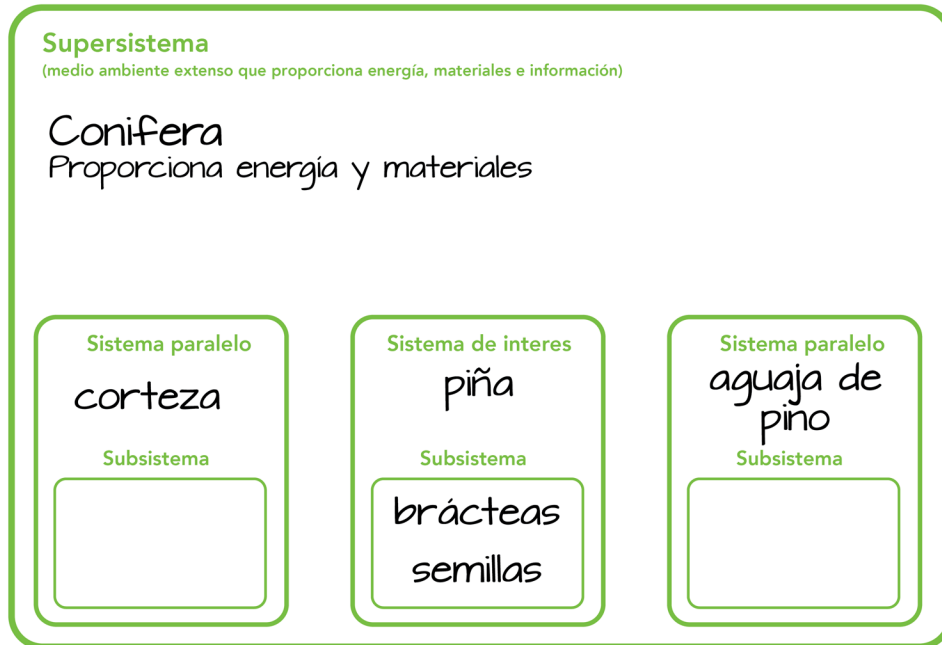 Supersistema
(medio ambiente extenso que proporciona energía, materiales e información)
Conifera
Proporciona energía y materiales
Sistema paralelo
corteza
Subsistema
Sistema de interes
piña
Subsistema
brácteas
semillas
Sistema paralelo
aguaja de
pino
Subsistema